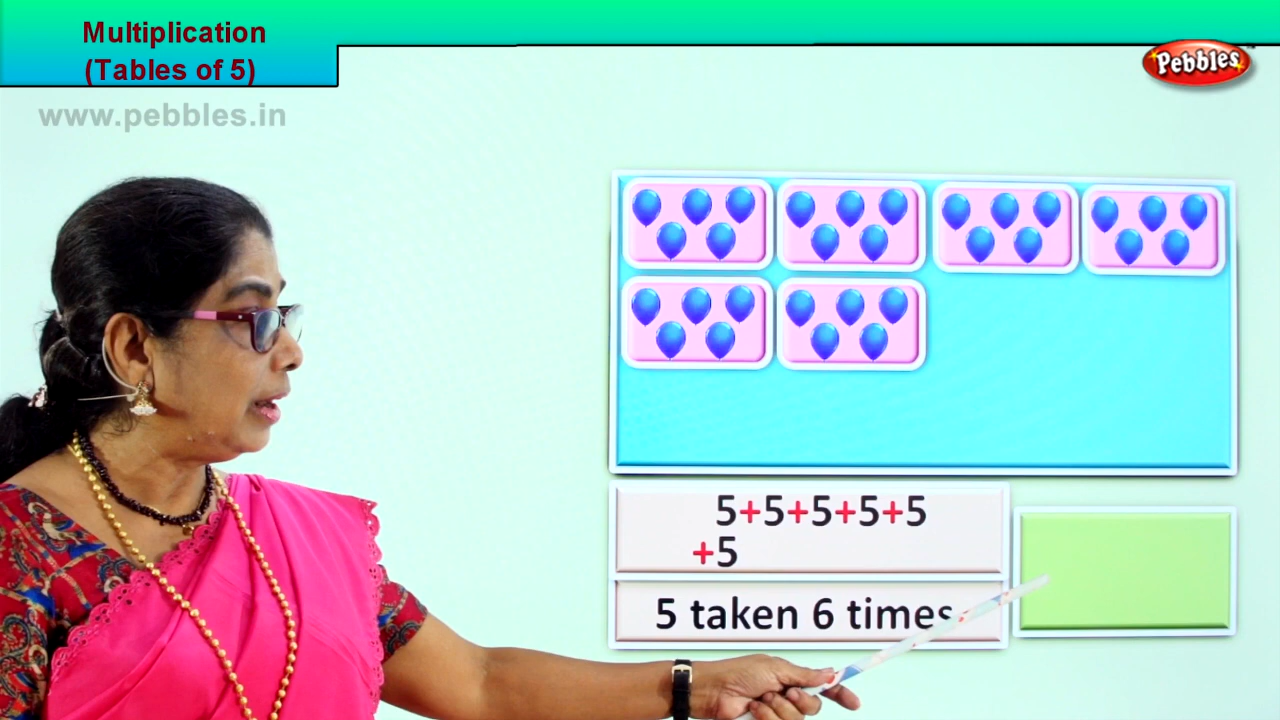 Multiplication
(Tables of 5)
www.pebbles.in
Pebbles
5+5+5+5+5
+5
5 taken 6 times